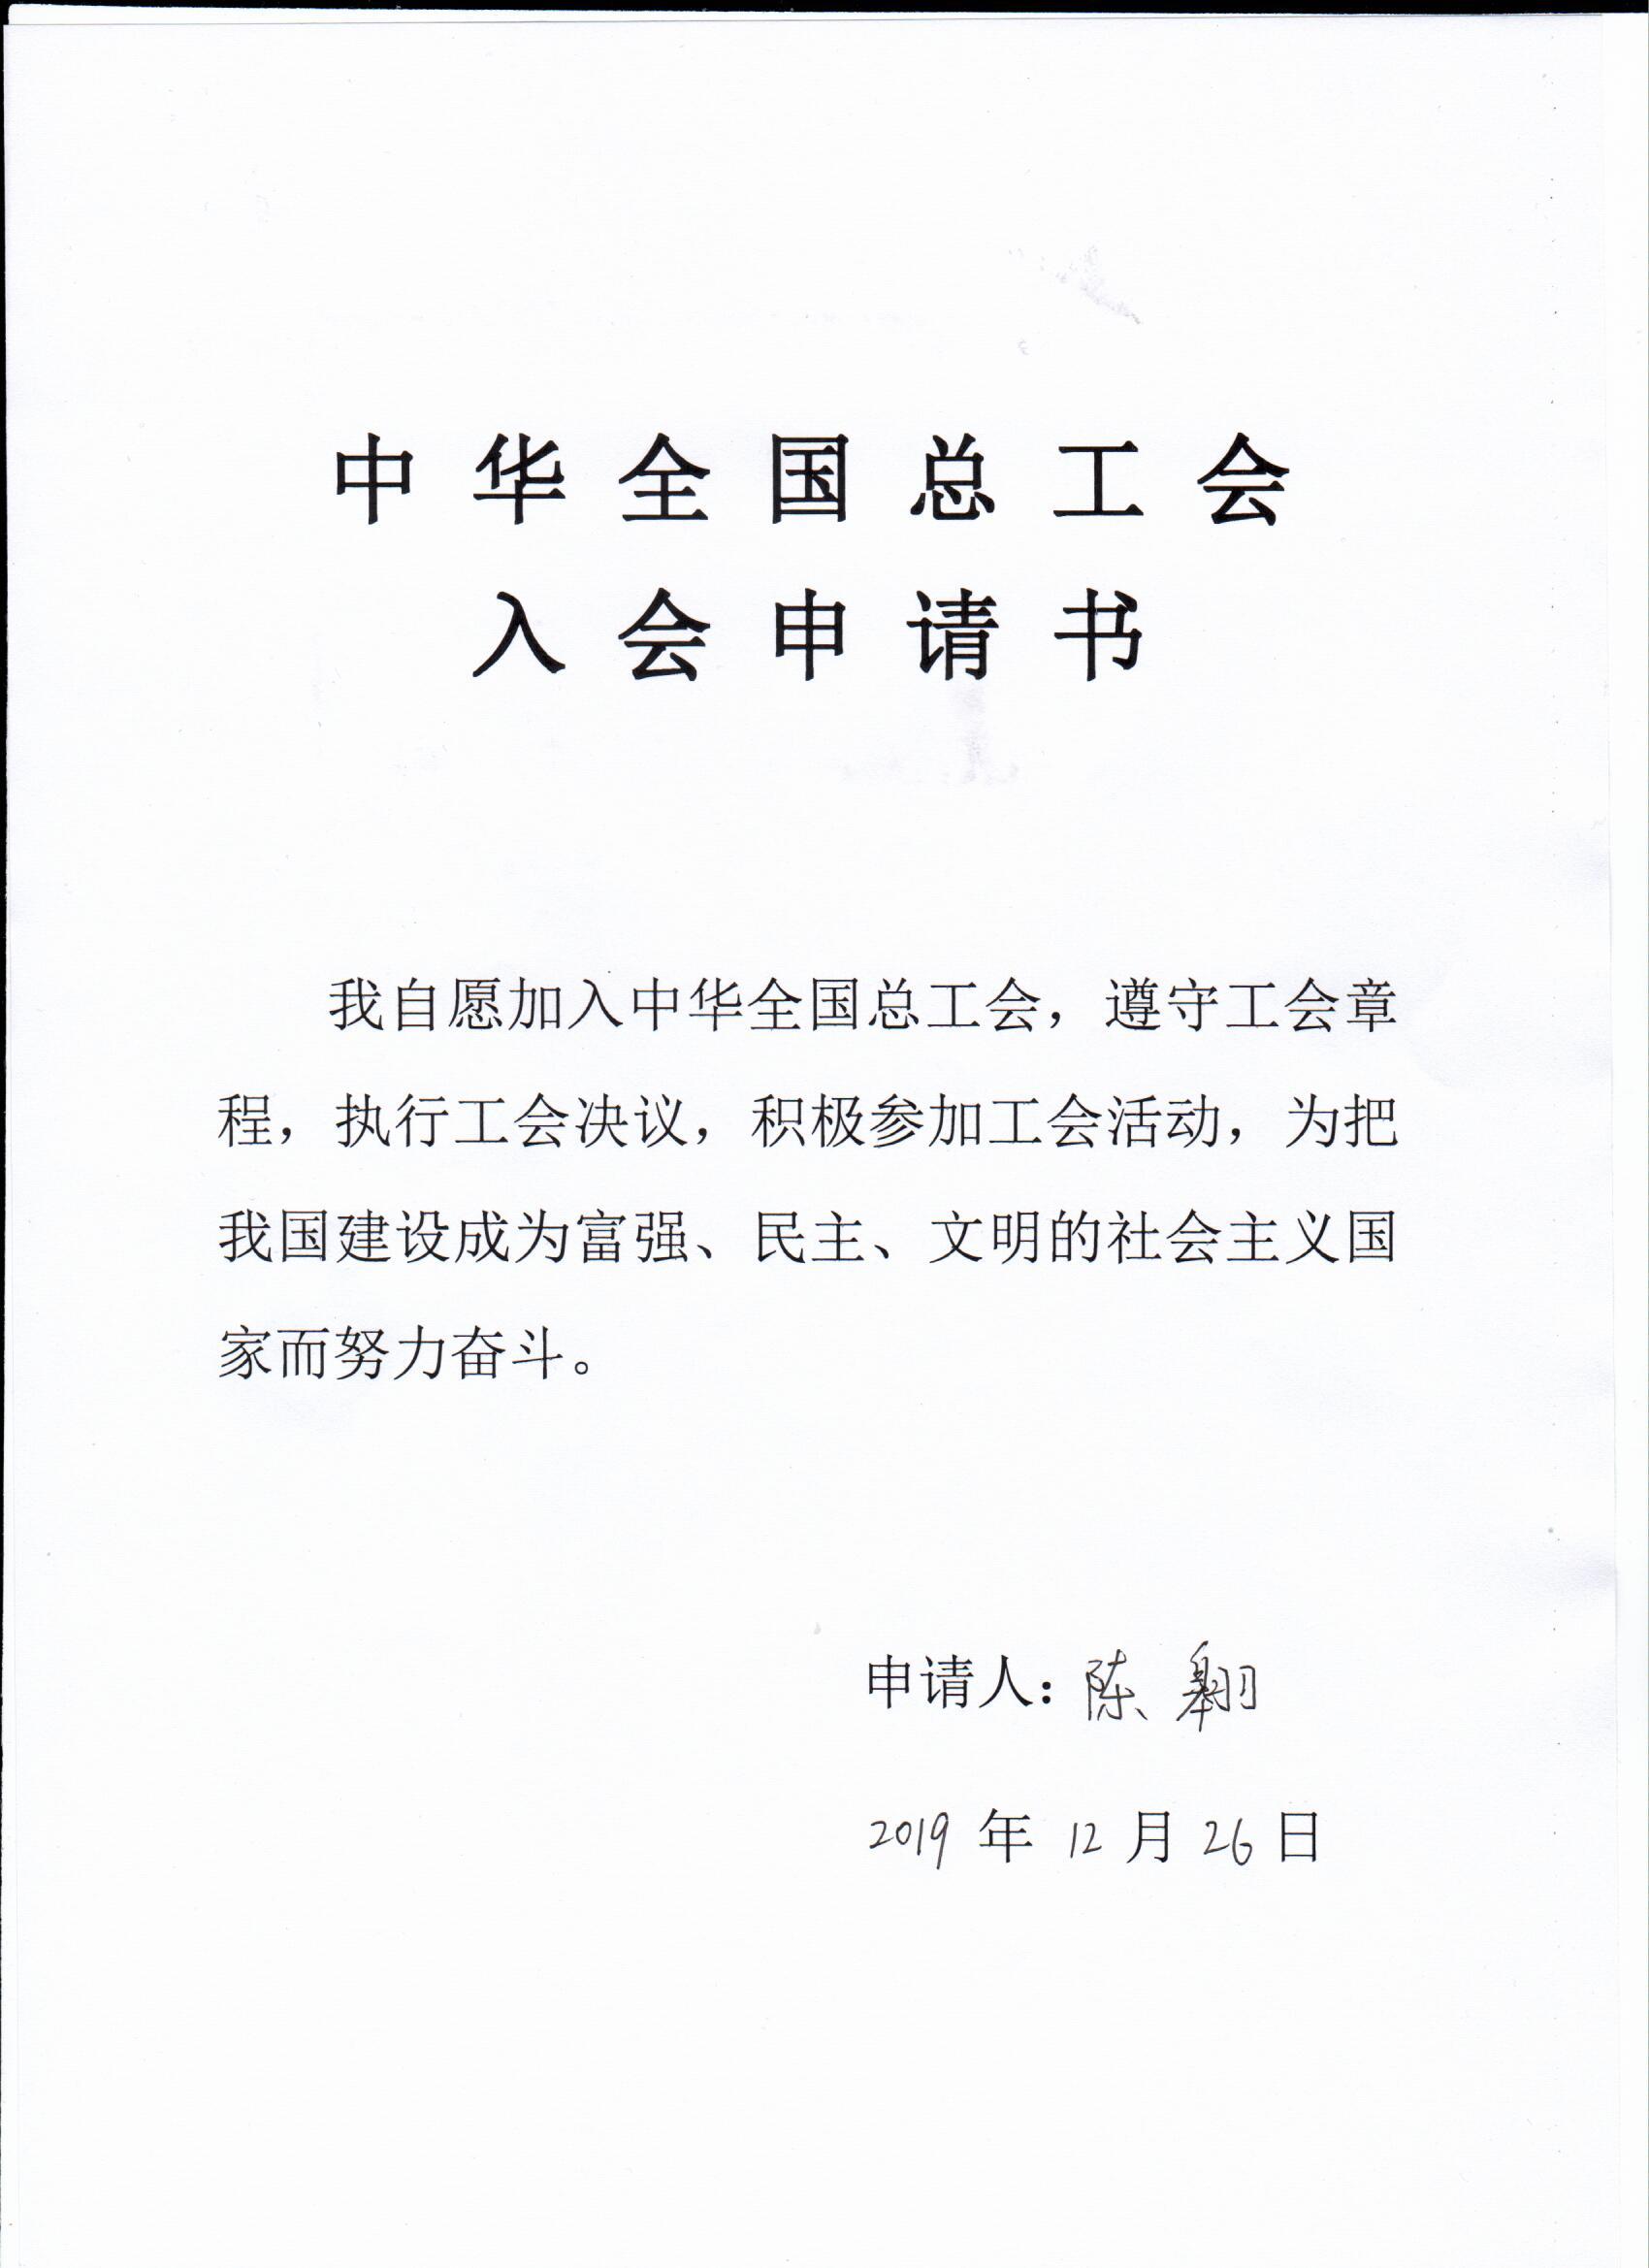 中华全国总工会
入会申请书
我自愿加入中华全国总工会，遵守工会章
程，执行工会决议，积极参加工会活动，为把
我国建设成为富强、民主、文明的社会主义国
家而努力奋斗。
申请人：陈翱
2019 年 12 月 26 日